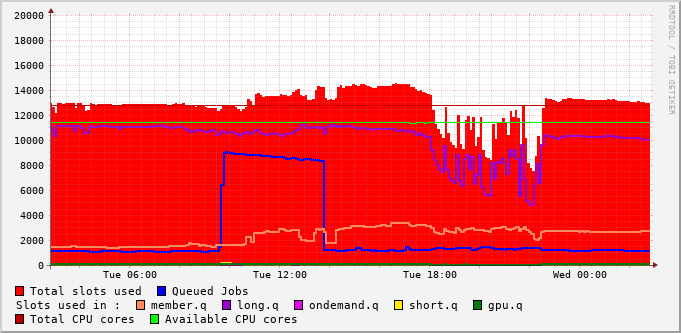 20000
18000
16000
14000
12000
10000
8000
6000
4000
2000
0
Tue 06:00 Tue 12:00 Tue 18:00 Wed 00:00
RRDTOOL / TOBI OETIKER
Total slots used Queued Jobs
Slots used in : member.q long.q ondemand.q short.q gpu.q
Total CPU cores Available CPU cores